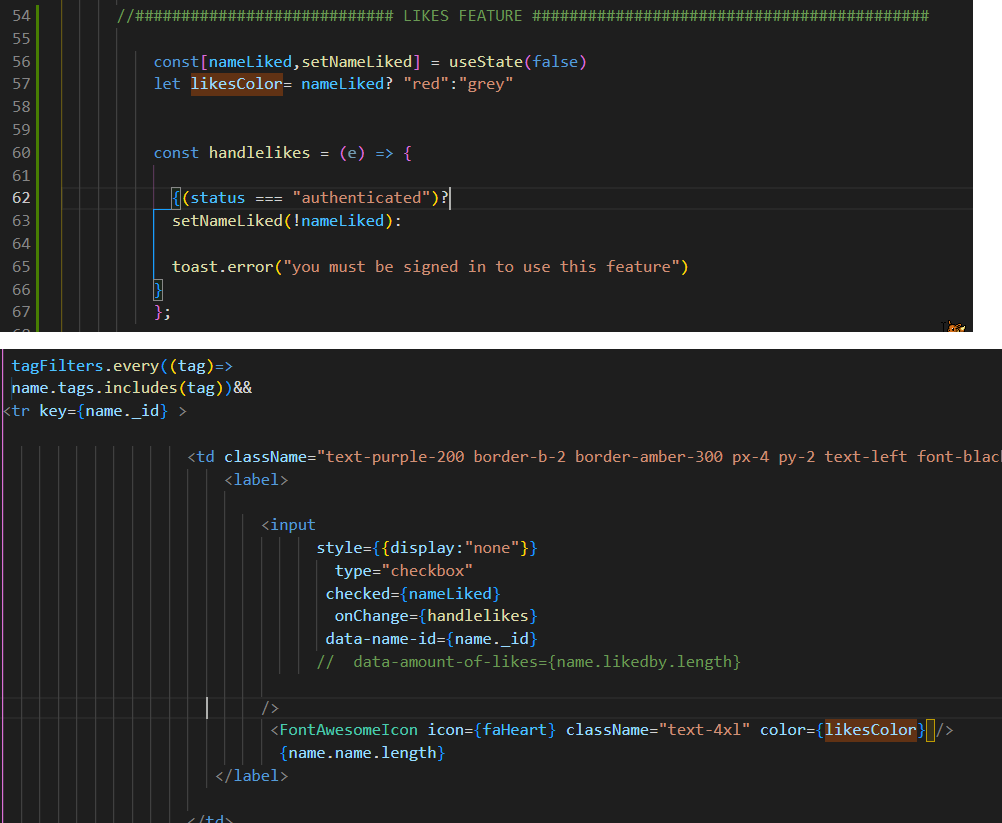 54 //############################ LIKES FEATURE ###########################################
55
56 const[nameLiked,setNameLiked] = useState(false)
57 let likesColor= nameLiked? "red":"grey"
58
59
60 const handlelikes = (e) => {
61
62 {(status === "authenticated")?
63 setNameLiked(!nameLiked):
64
65 toast.error("you must be signed in to use this feature")
66 }
67 };
tagFilters.every((tag)=>
name.tags.includes(tag))&&
<tr key={name._id} >
<td className="text-purple-200 border-b-2 border-amber-300 px-4 py-2 text-left font-blac
<label>
<input
style={{display:"none"}}
type="checkbox"
checked={nameLiked}
onChange={handlelikes}
data-name-id={name._id}
// data-amount-of-likes={name.likedby.length}
/>
<FontAwesomeIcon icon={faHeart} className="text-4xl" color={likesColor} />
{name.name.length}
</label>
</td>